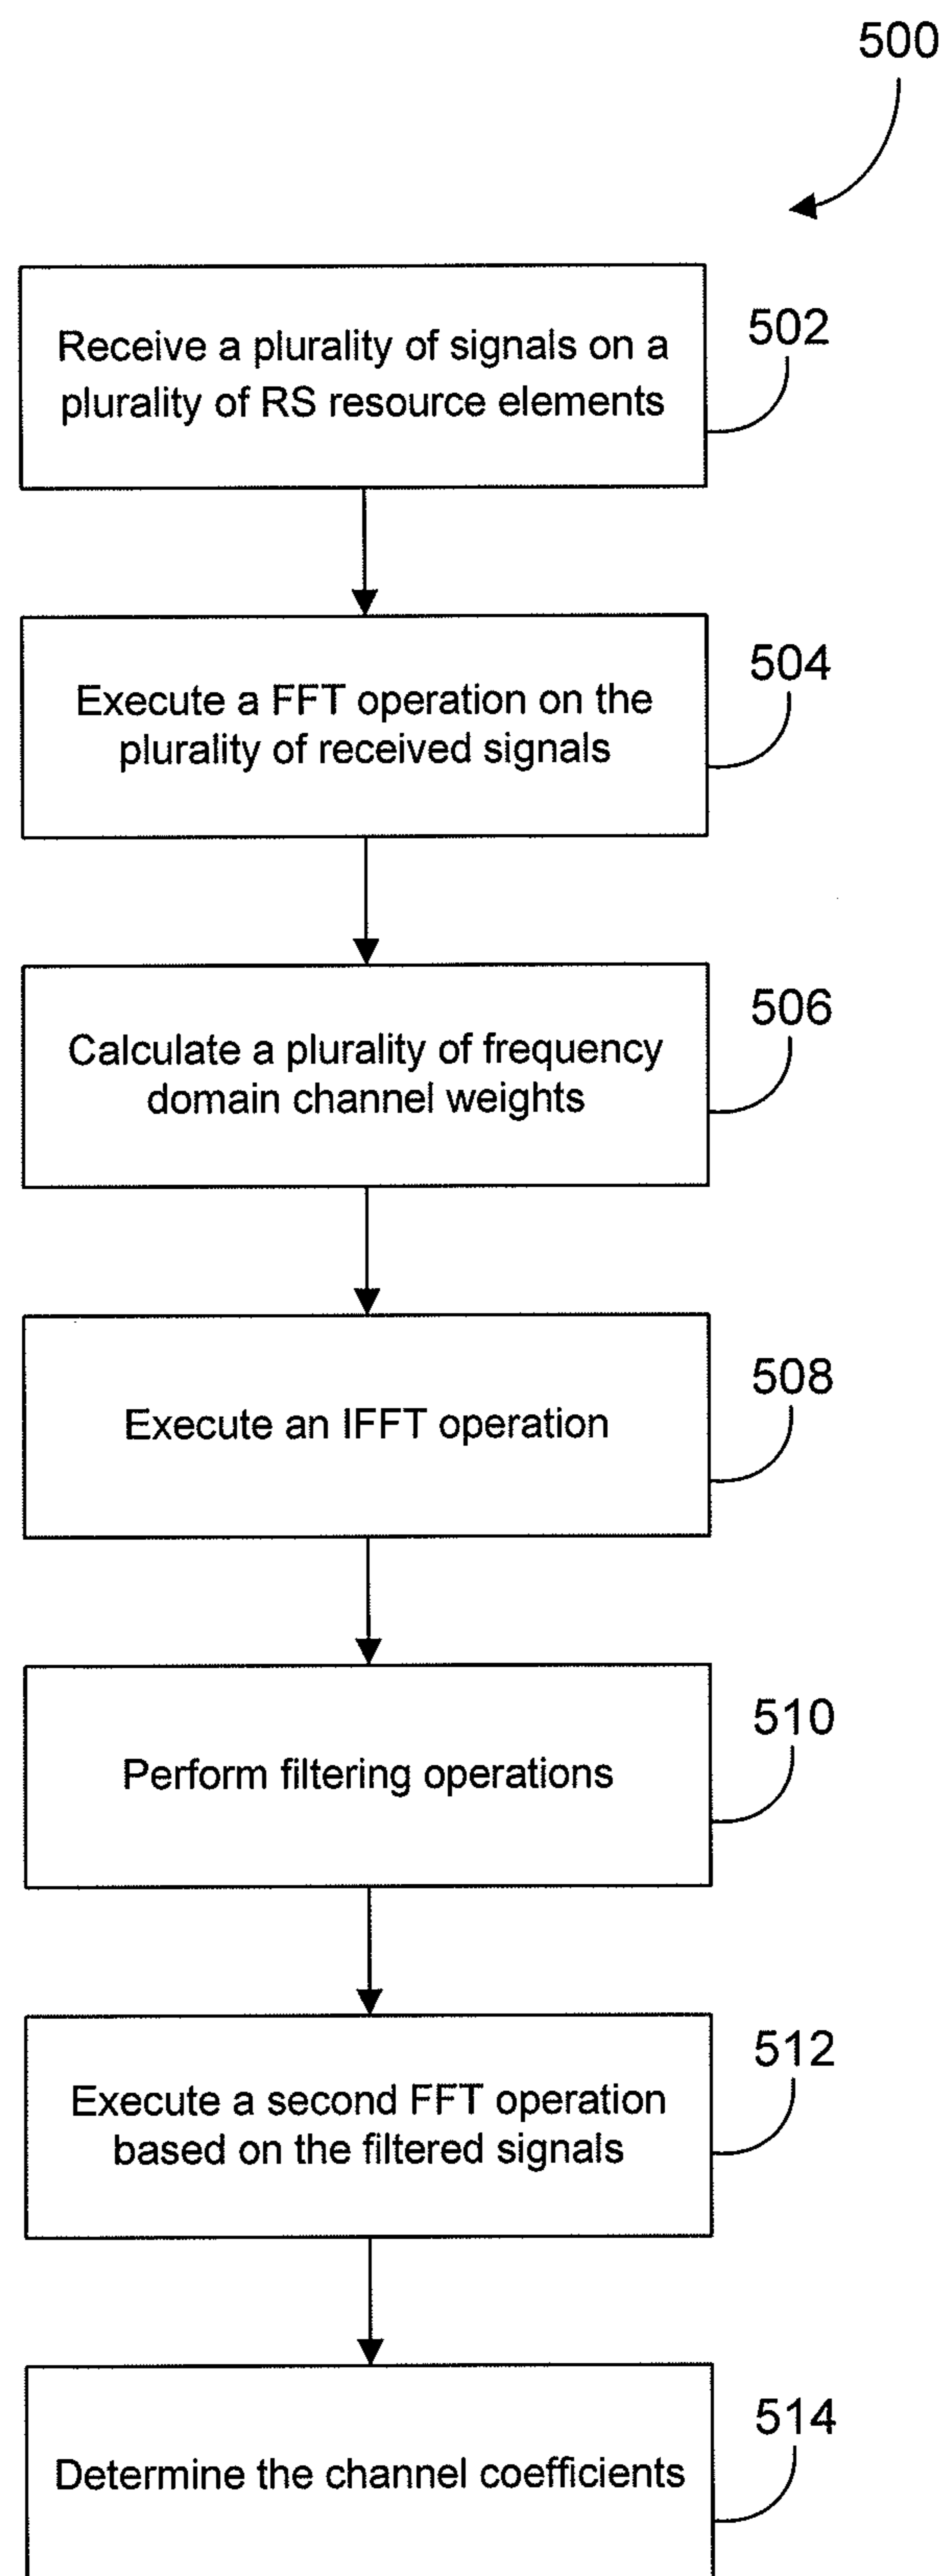 500
Receive a plurality of signals on a
plurality of RS resource elements
502
Execute a FFT operation on the
plurality of received signals
504
Calculate a plurality of frequency
domain channel weights
506
Execute an IFFT operation
508
Perform filtering operations
510
Execute a second FFT operation
based on the filtered signals
512
Determine the channel coefficients
514